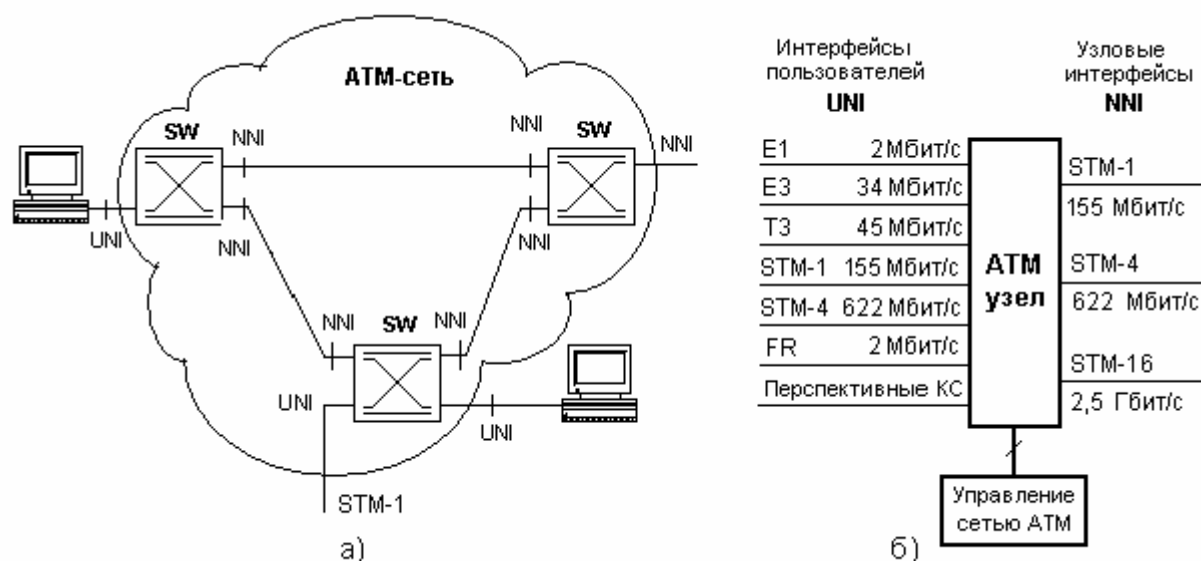 АТМ-сеть
SW
NNI
NNI
SW
NNI
UNI
NNI
NNI
NNI
SW
NNI
UNI
UNI
STM-1
а)
Интерфейсы
пользователей
UNI
Узловые
интерфейсы
NNI
E1 2Мбит/с
E3 34 Мбит/с
T3 45 Мбит/с
STM-1 155 Мбит/с
STM-4 622 Мбит/с
FR 2 Мбит/с
Перспективные КС
АТМ
узел
STM-1
155 Мбит/с
STM-4
622 Мбит/с
STM-16
2,5 Гбит/с
Управление
сетью АТМ
б)